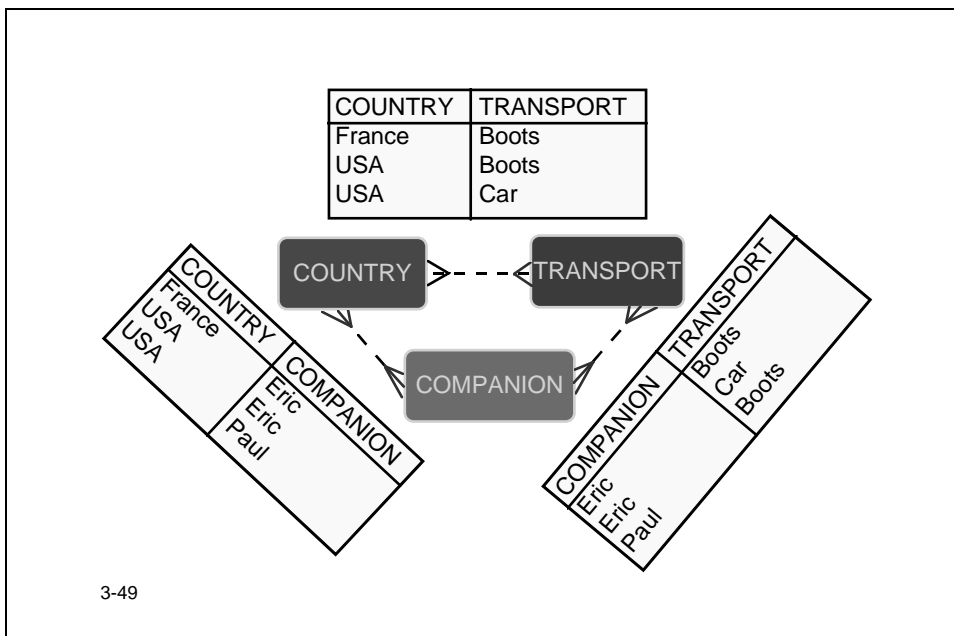 COUNTRY TRANSPORT
France Boots
USA Boots
USA Car
COUNTRY TRANSPORT
COMPANION
COUNTRY COMPANION
France Eric
USA Eric
USA Paul
COMPANION TRANSPORT
Eric Boots
Eric Car
Paul Boots
3-49